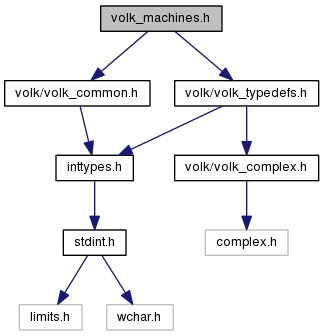 volk_machines.h
volk/volk_common.h
volk/volk_typedefs.h
inttypes.h
volk/volk_complex.h
stdint.h
complex.h
limits.h
wchar.h